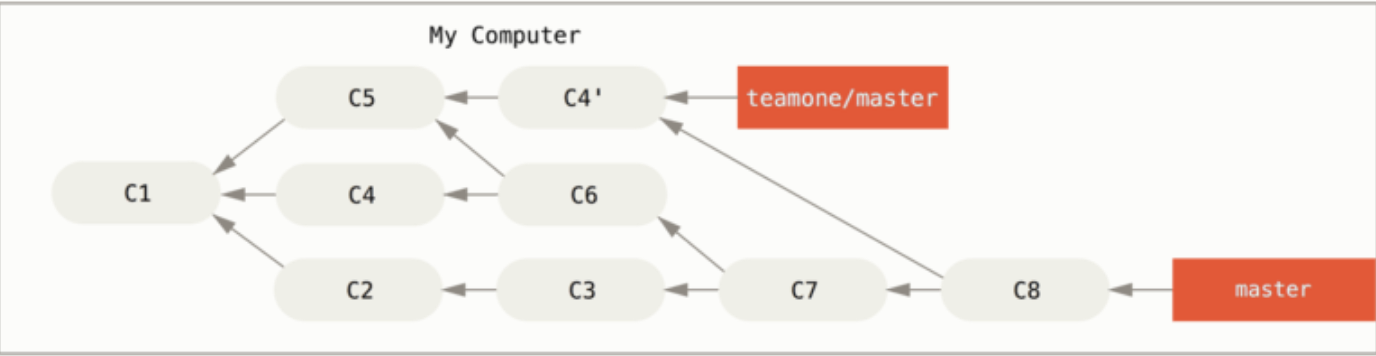 My Computer
C5
C4'
teamone/master
C1
C4
C6
C2
C3
C7
C8
master